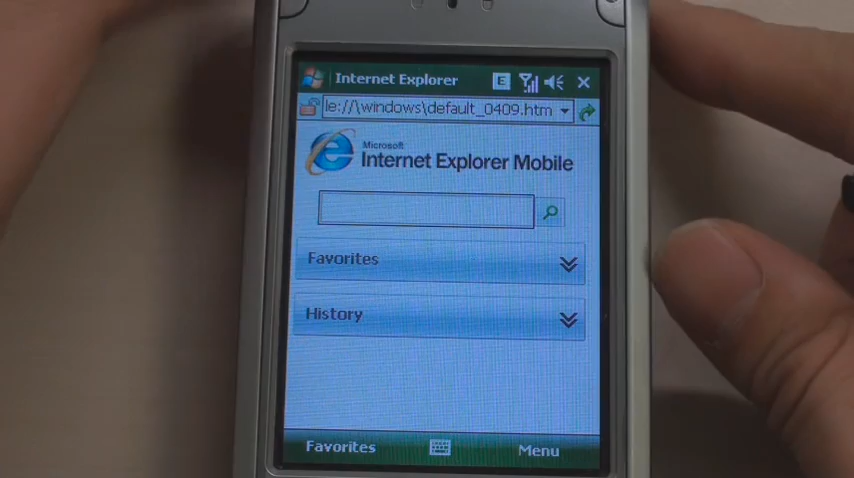 Internet Explorer E
le://\windows\default_0409.htm
Microsoft
Internet Explorer Mobile
Favorites
History
Favorites Menu